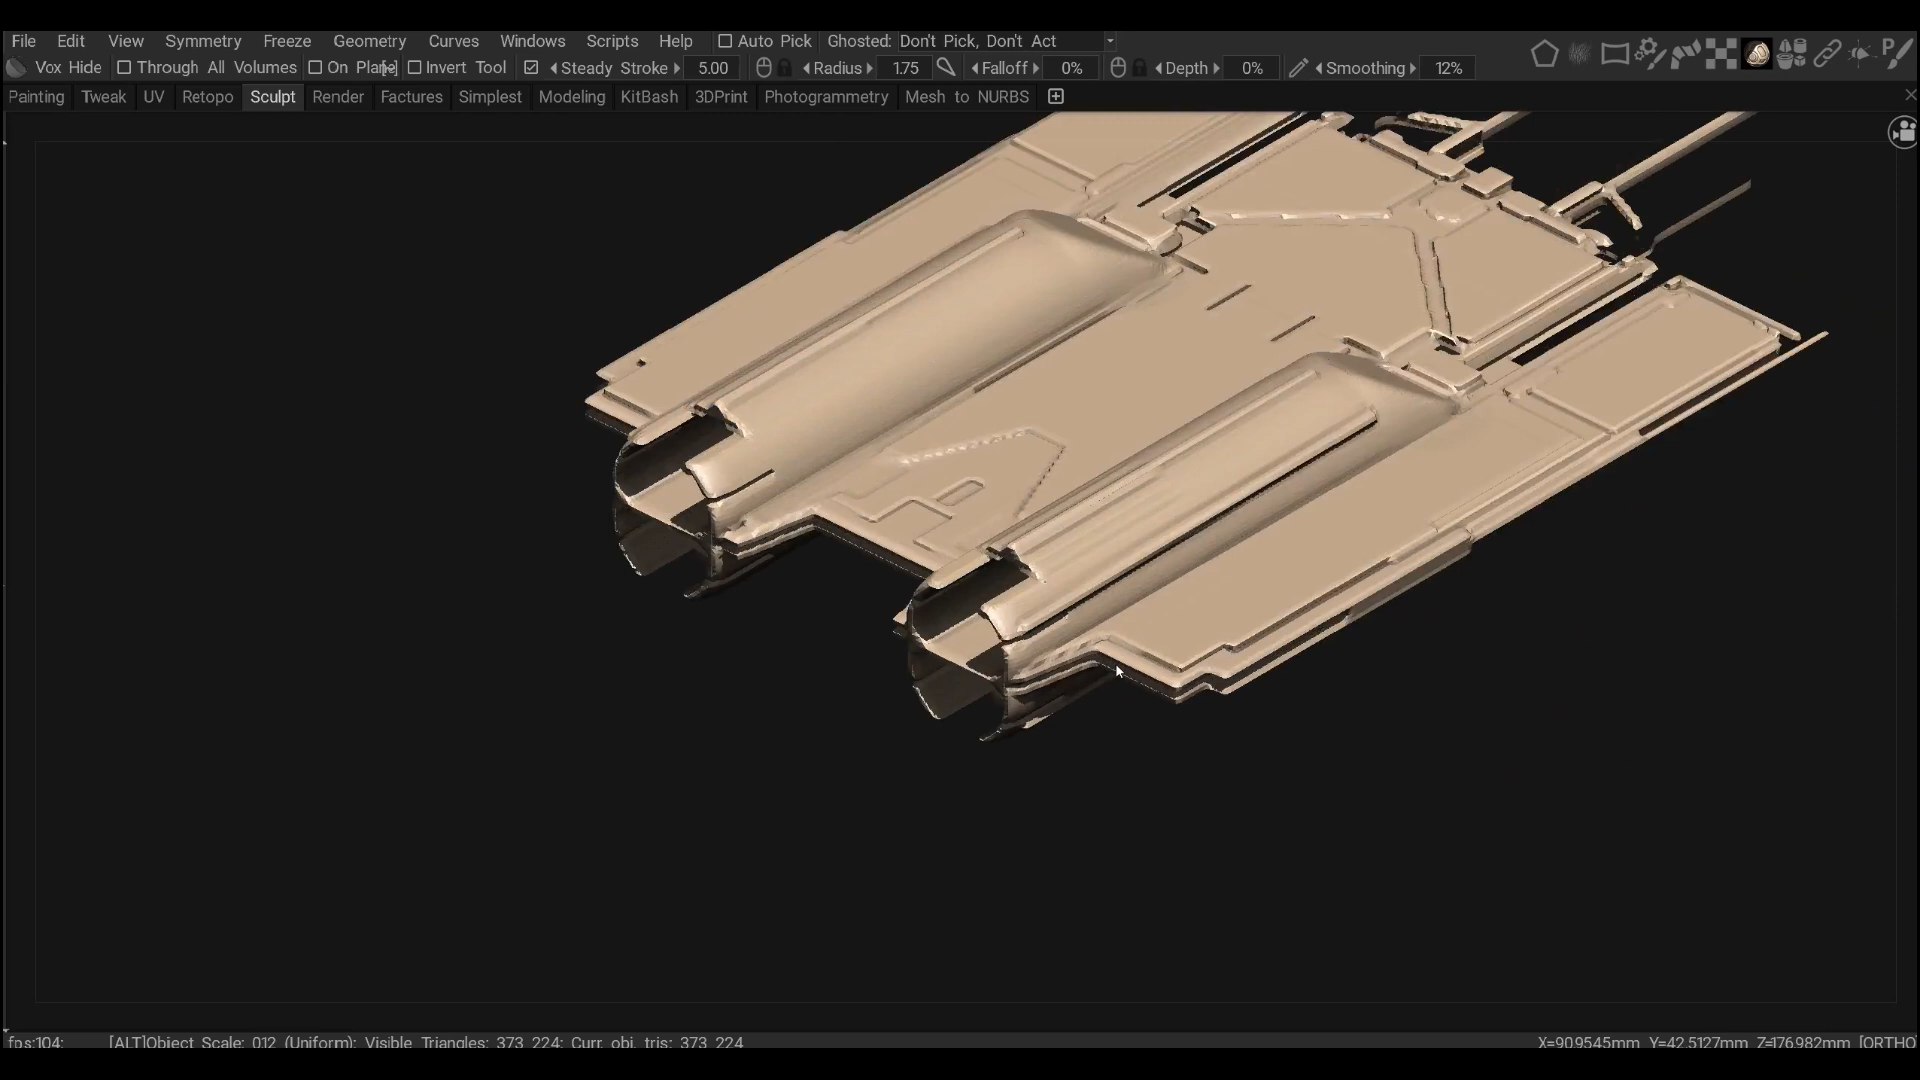 File Edit View Symmetry Freeze Geometry Curves Windows Scripts Help Auto Pick Ghosted: Don't Pick, Don't Act
Vox Hide Through All Volumes On Plane Invert Tool Steady Stroke 5.00 Radius 1.75 Falloff 0% Depth 0% Smoothing 12%
Painting Tweak UV Retopo Sculpt Render Factures Simplest Modeling KitBash 3DPrint Photogrammetry Mesh to NURBS
fps:104; [ALT]Object Scale: 012 (Uniform); Visible Triangles: 373 224; Curr. obj. tris: 373 224 X=90.9545mm Y=42.5127mm Z=176.982mm [ORTHO